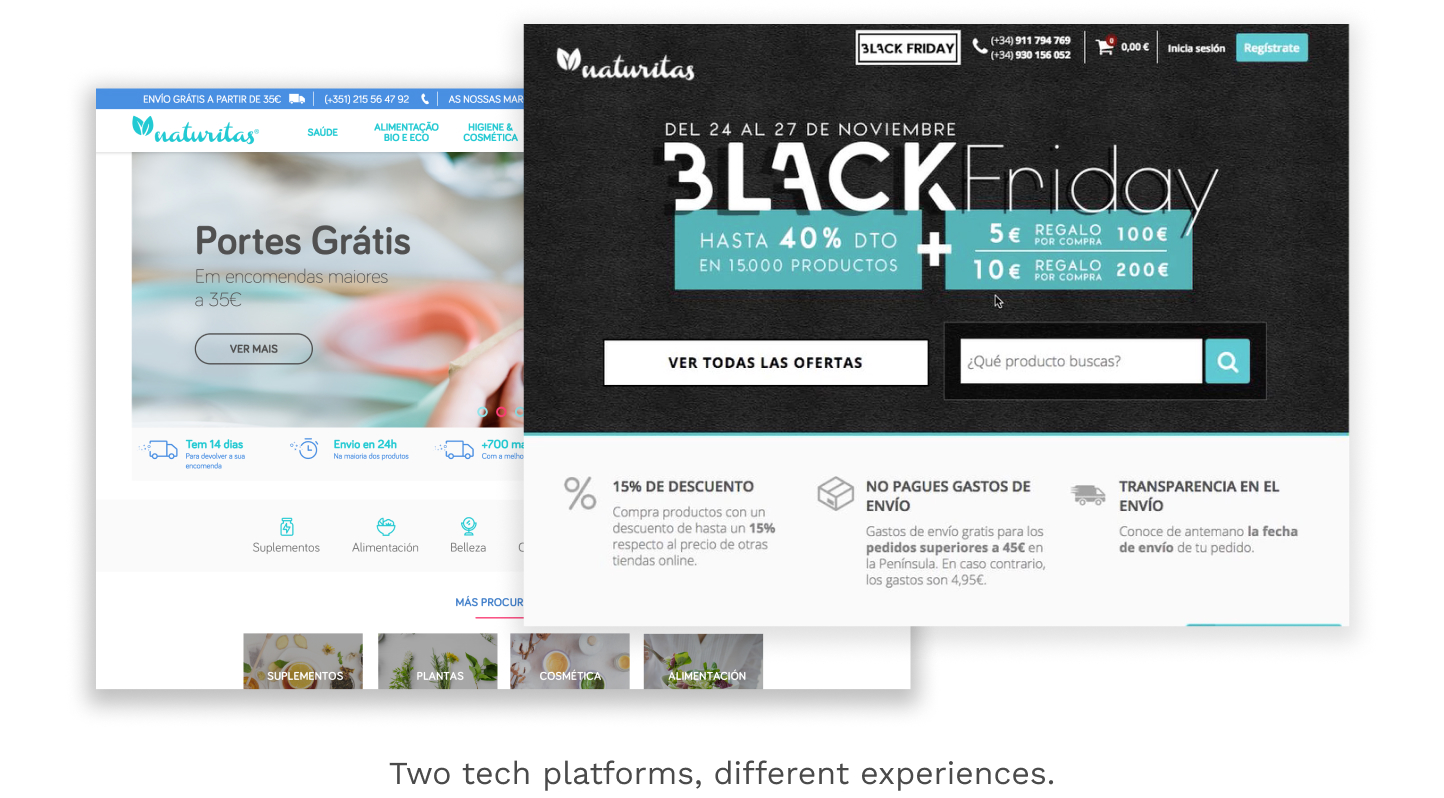 ENVÍO GRÁTIS A PARTIR DE 35€
(+351) 215 56 47 92
AS NOSSAS MAR
naturitas®
SAÚDE
ALIMENTAÇÃO
BIO E ECO
HIGIENE &
COSMÉTICA
Portes Grátis
Em encomendas maiores
a 35€
VER MAIS
Tem 14 dias
Para devolver a sua
encomenda
Envio en 24h
Na maioria dos produtos
+700 ma
Com a melho
Suplementos
Alimentación
Belleza
MÁS PROCUR
SUPLEMENTOS
PLANTAS
COSMÉTICA
ALIMENTACIÓN
naturitas
BLACK FRIDAY
(+34) 911 794 769
(+34) 930 156 052
0
0,00 €
Inicia sesión
Regístrate
DEL 24 AL 27 DE NOVIEMBRE
BLACK Friday
HASTA 40% DTO
EN 15.000 PRODUCTOS
+
5€ REGALO POR COMPRA 100€
10€ REGALO POR COMPRA 200€
VER TODAS LAS OFERTAS
¿Qué producto buscas?
15% DE DESCUENTO
Compra productos con un
descuento de hasta un 15%
respecto al precio de otras
tiendas online.
NO PAGUES GASTOS DE
ENVÍO
Gastos de envío gratis para los
pedidos superiores a 45€ en
la Península. En caso contrario,
los gastos son 4,95€.
TRANSPARENCIA EN EL
ENVÍO
Conoce de antemano la fecha
de envío de tu pedido.
Two tech platforms, different experiences.